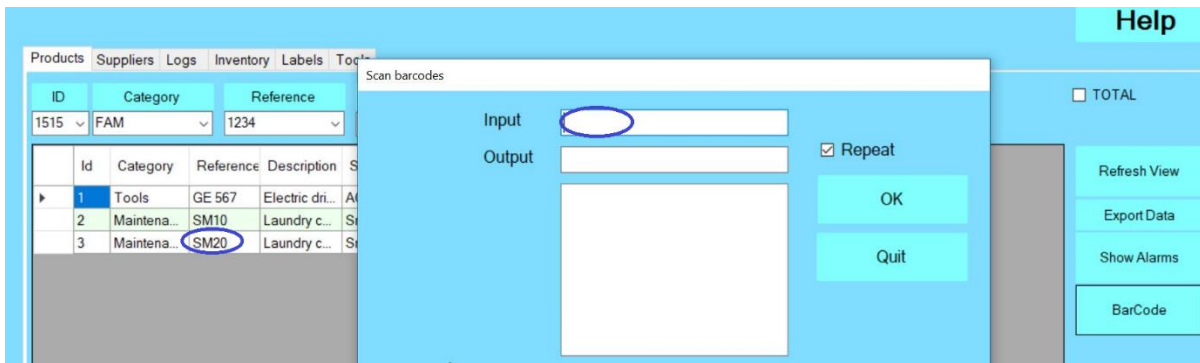 Help
Products Suppliers Logs Inventory Labels
Scan barcodes
ID Category Reference
TOTAL
1515 FAM 1234
Input
Output
Repeat
Id Category Reference Description
1 Tools GE 567 Electric dri...
2 Maintena... SM10 Laundry c...
3 Maintena... SM20 Laundry c...
OK
Quit
Refresh View
Export Data
Show Alarms
BarCode